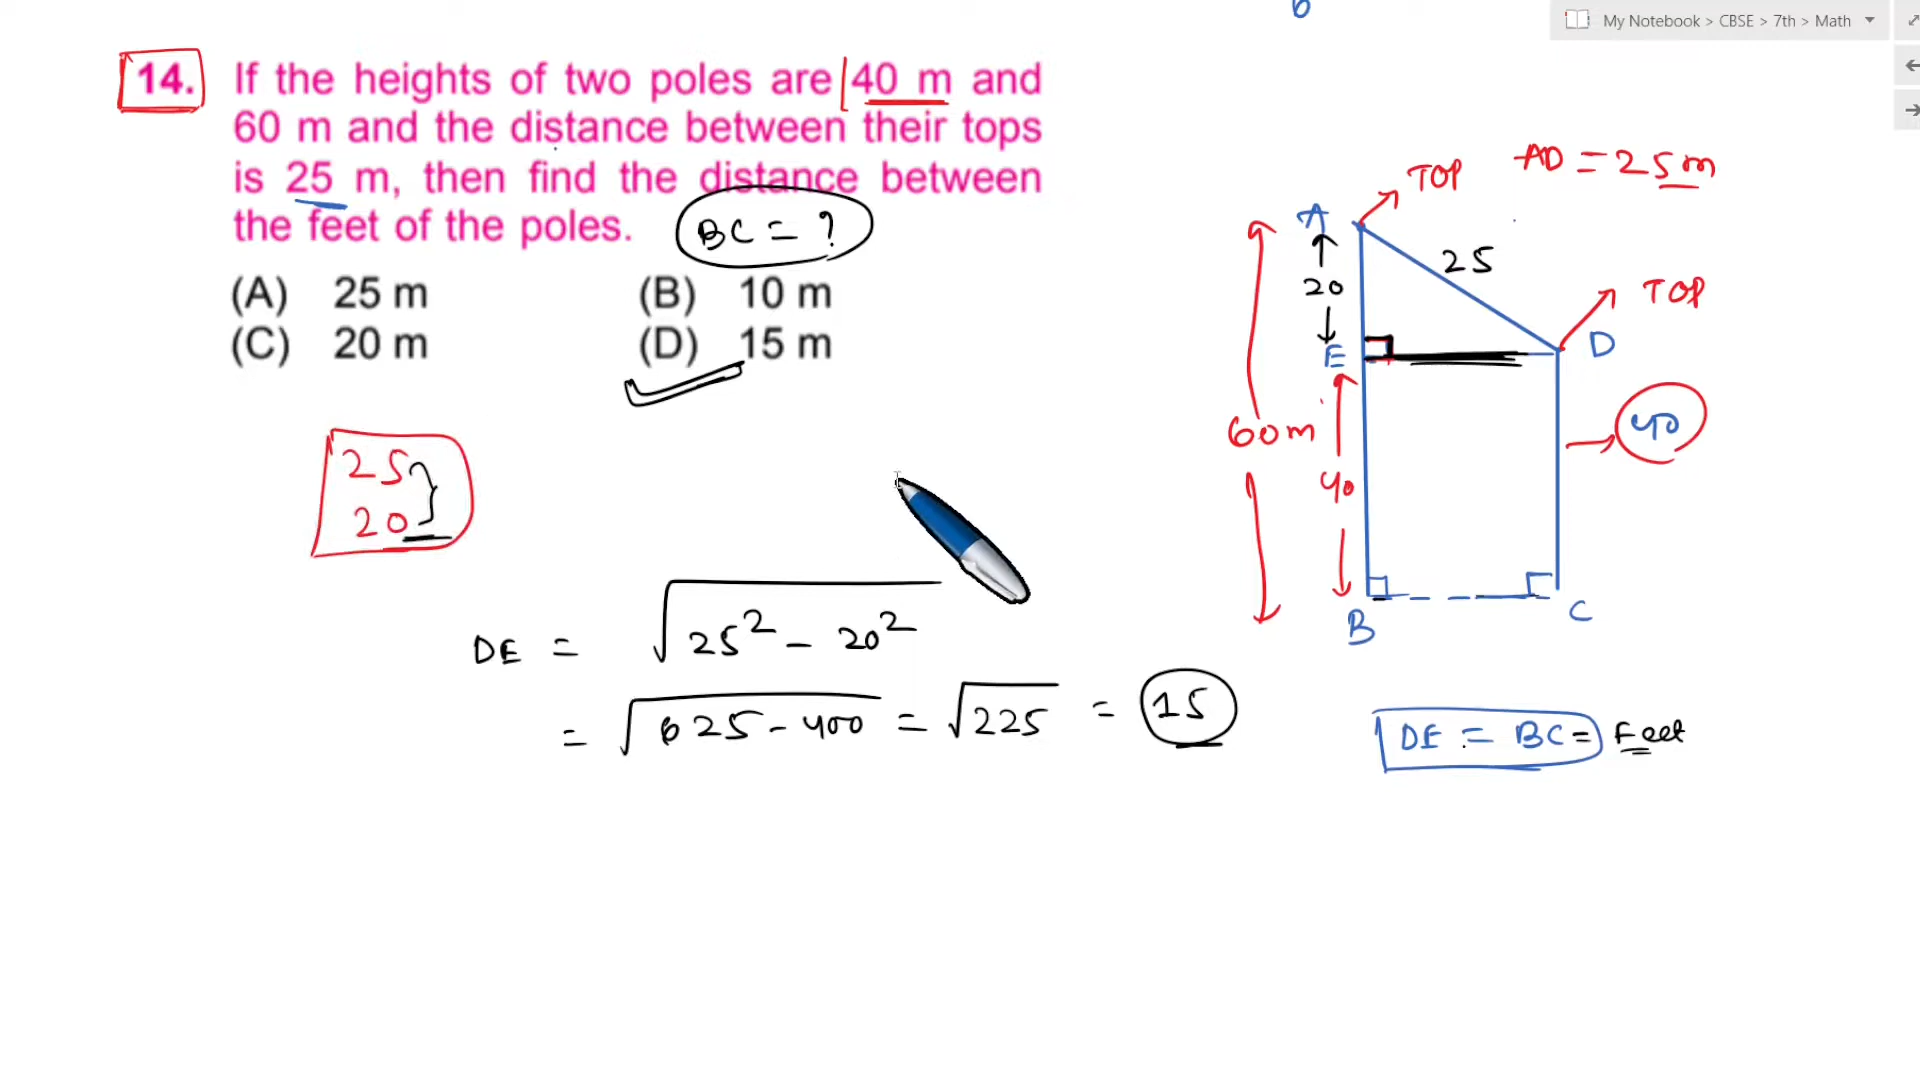 6
My Notebook > CBSE > 7th > Math
14. If the heights of two poles are 40 m and
60 m and the distance between their tops
is 25 m, then find the distance between
the feet of the poles. BC = ?
(A) 25 m (B) 10 m
(C) 20 m (D) 15 m
AD = 25 m
TOP
A
25
20
TOP
E
D
60 m
40
40
B
C
25
20
DE = √25² - 20²
= √625 - 400 = √225 = 15
DE = BC = Feet